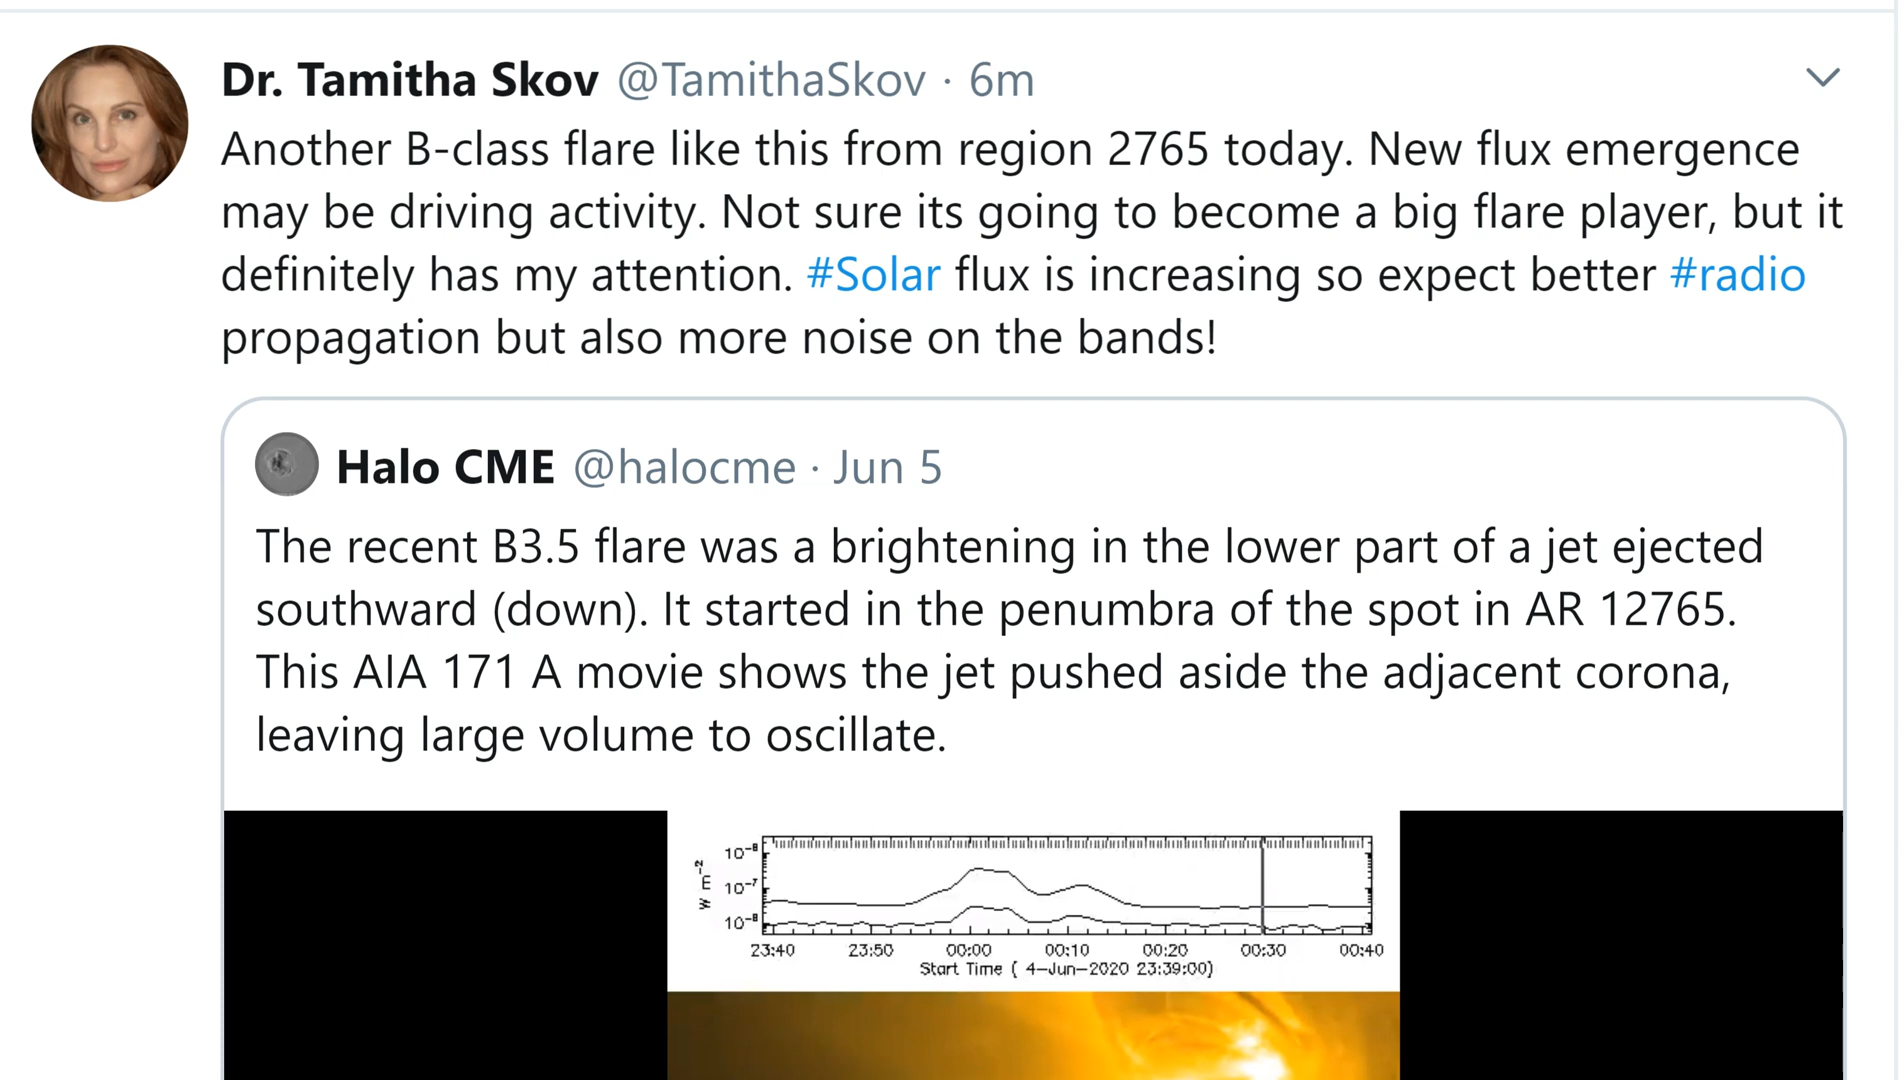 Dr. Tamitha Skov @TamithaSkov · 6m
Another B-class flare like this from region 2765 today. New flux emergence
may be driving activity. Not sure its going to become a big flare player, but it
definitely has my attention. #Solar flux is increasing so expect better #radio
propagation but also more noise on the bands!
Halo CME @halocme · Jun 5
The recent B3.5 flare was a brightening in the lower part of a jet ejected
southward (down). It started in the penumbra of the spot in AR 12765.
This AIA 171 A movie shows the jet pushed aside the adjacent corona,
leaving large volume to oscillate.
W m⁻²
10⁻⁶
10⁻⁷
10⁻⁸
23:40 23:50 00:00 00:10 00:20 00:30 00:40
Start Time ( 4-Jun-2020 23:39:00)